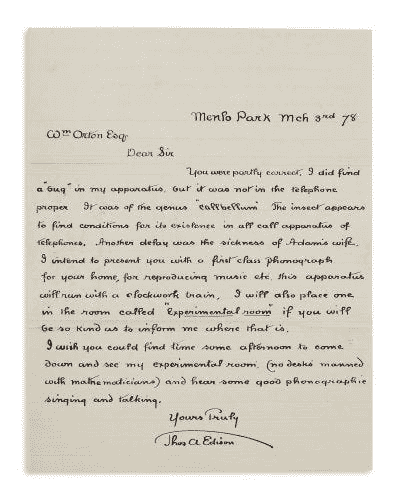 Menlo Park Mch 3rd 78
Wm Orton Esq
Dear Sir
You were partly correct, I did find
a "bug" in my apparatus, but it was not in the telephone
proper It was of the genus "callbellum" The insect appears
to find conditions for its existence in all call apparatus of
telephones. Another delay was the sickness of Adams wife.
I intend to present you with a first class phonograph
for your home, for reproducing music etc. this apparatus
will run with a clockwork train, I will also place one
in the room called "Experimental room" if you will
be so kind as to inform me where that is.
I wish you could find time some afternoon to come
down and see my experimental room, (no desks manned
with mathematicians) and hear some good phonographic
singing and talking.
Yours Truly
Thos A Edison